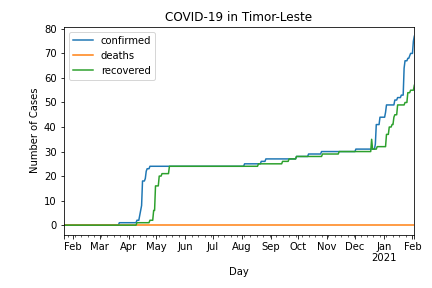 COVID-19 in Timor-Leste
confirmed
deaths
recovered
Number of Cases
80
70
60
50
40
30
20
10
0
Feb Mar Apr May Jun Jul Aug Sep Oct Nov Dec Jan Feb
2021
Day